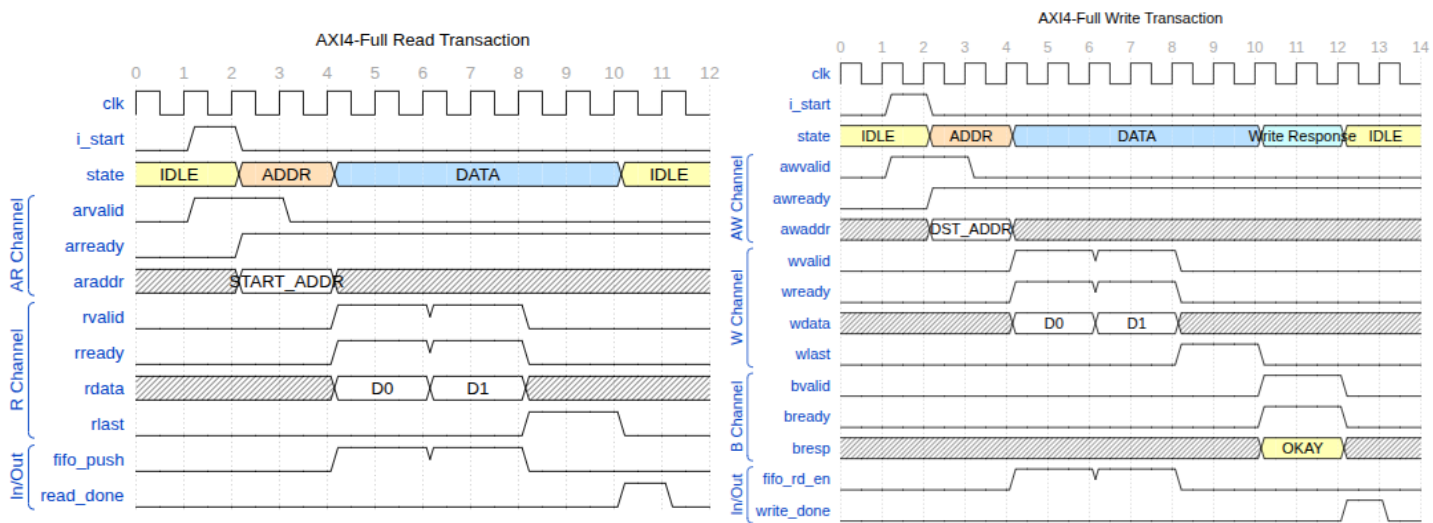 AXI4-Full Read Transaction
0 1 2 3 4 5 6 7 8 9 10 11 12
clk
i_start
state IDLE ADDR DATA IDLE
AR Channel
arvalid
arready
araddr START_ADDR
R Channel
rvalid
rready
rdata D0 D1
rlast
In/Out
fifo_push
read_done
AXI4-Full Write Transaction
0 1 2 3 4 5 6 7 8 9 10 11 12 13 14
clk
i_start
state IDLE ADDR DATA Write Response IDLE
AW Channel
awvalid
awready
awaddr DST_ADDR
W Channel
wvalid
wready
wdata D0 D1
wlast
B Channel
bvalid
bready
bresp OKAY
In/Out
fifo_rd_en
write_done